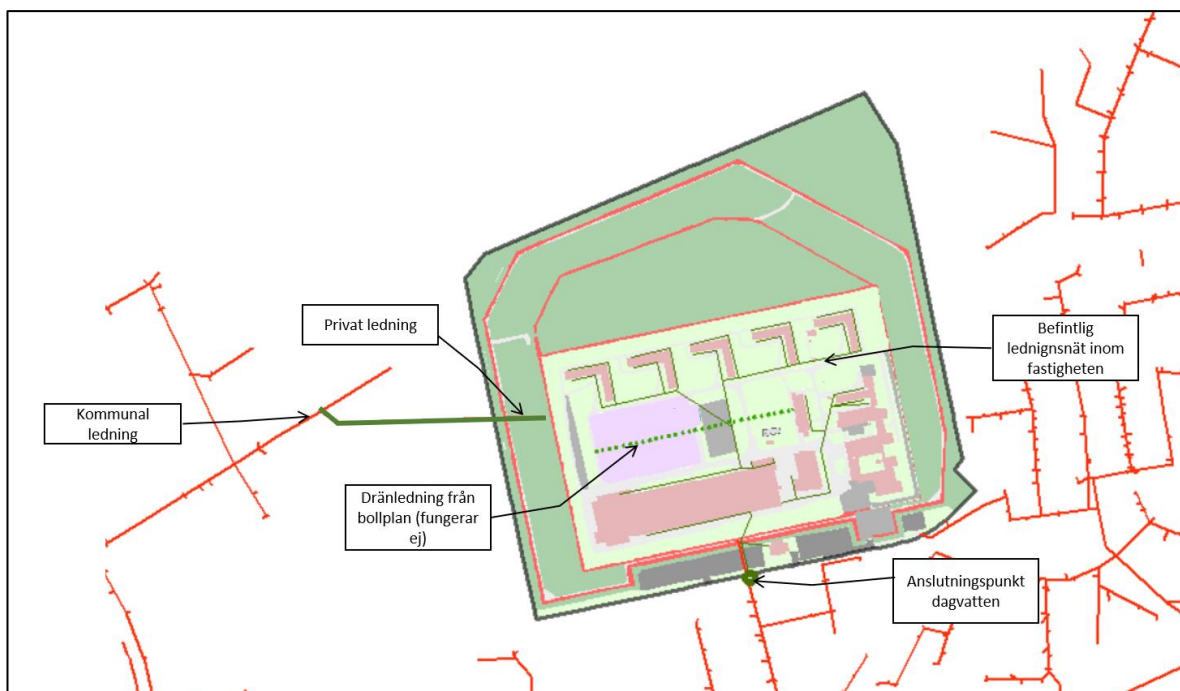 Privat ledning
Befintlig
lednignsnät inom
fastigheten
Kommunal
ledning
Dränledning från
bollplan (fungerar
ej)
Anslutningspunkt
dagvatten